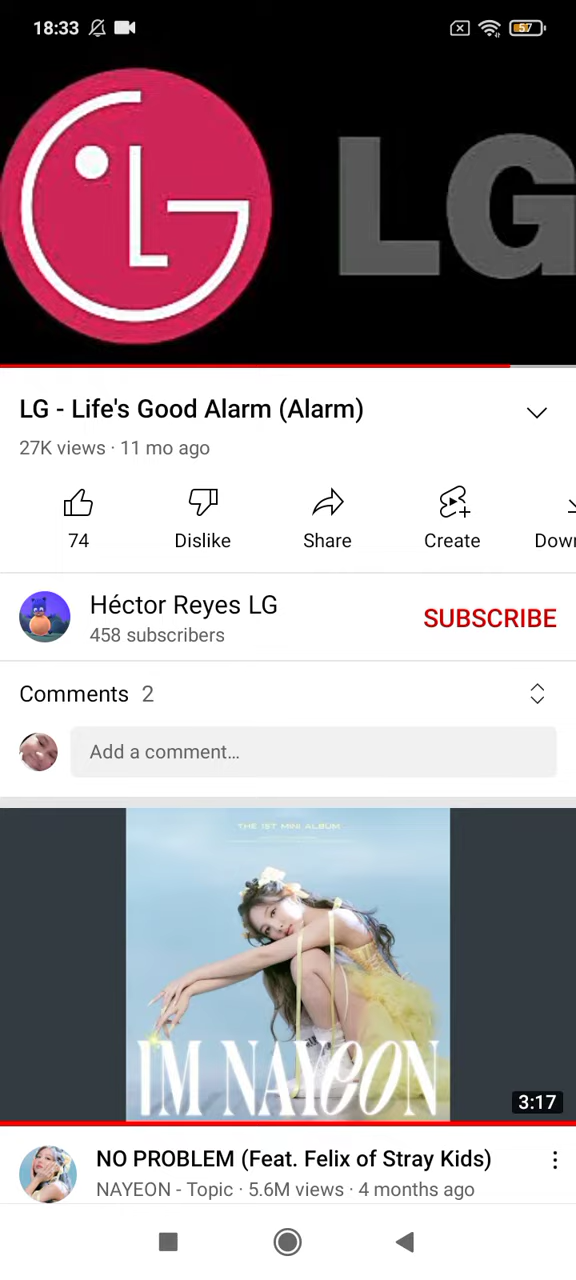 18:33
57
LG
LG
LG - Life's Good Alarm (Alarm)
27K views · 11 mo ago
74
Dislike
Share
Create
Dow
Héctor Reyes LG
458 subscribers
SUBSCRIBE
Comments 2
Add a comment...
THE 1ST MINI ALBUM
IM NAYEON
3:17
NO PROBLEM (Feat. Felix of Stray Kids)
NAYEON - Topic · 5.6M views · 4 months ago